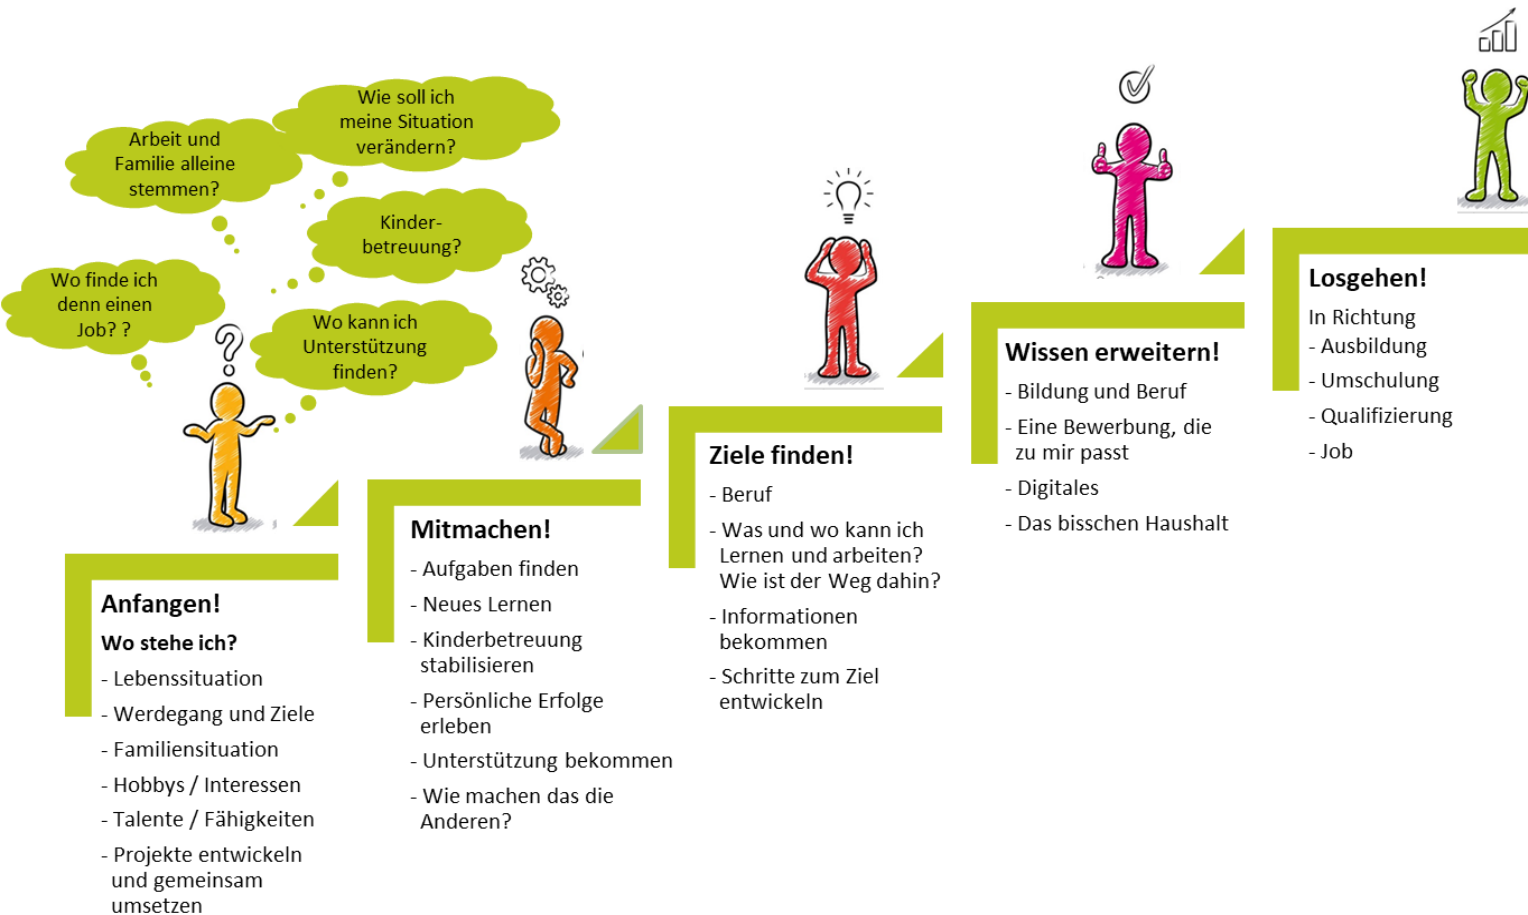 Wie soll ich
meine Situation
verändern?
Arbeit und
Familie alleine
stemmen?
Kinder-
betreuung?
Wo finde ich
denn einen
Job? ?
Wo kann ich
Unterstützung
finden?
Anfangen!
Wo stehe ich?
- Lebenssituation
- Werdegang und Ziele
- Familiensituation
- Hobbys / Interessen
- Talente / Fähigkeiten
- Projekte entwickeln
und gemeinsam
umsetzen
Mitmachen!
- Aufgaben finden
- Neues Lernen
- Kinderbetreuung
stabilisieren
- Persönliche Erfolge
erleben
- Unterstützung bekommen
- Wie machen das die
Anderen?
Ziele finden!
- Beruf
- Was und wo kann ich
Lernen und arbeiten?
Wie ist der Weg dahin?
- Informationen
bekommen
- Schritte zum Ziel
entwickeln
Wissen erweitern!
- Bildung und Beruf
- Eine Bewerbung, die
zu mir passt
- Digitales
- Das bisschen Haushalt
Losgehen!
In Richtung
- Ausbildung
- Umschulung
- Qualifizierung
- Job